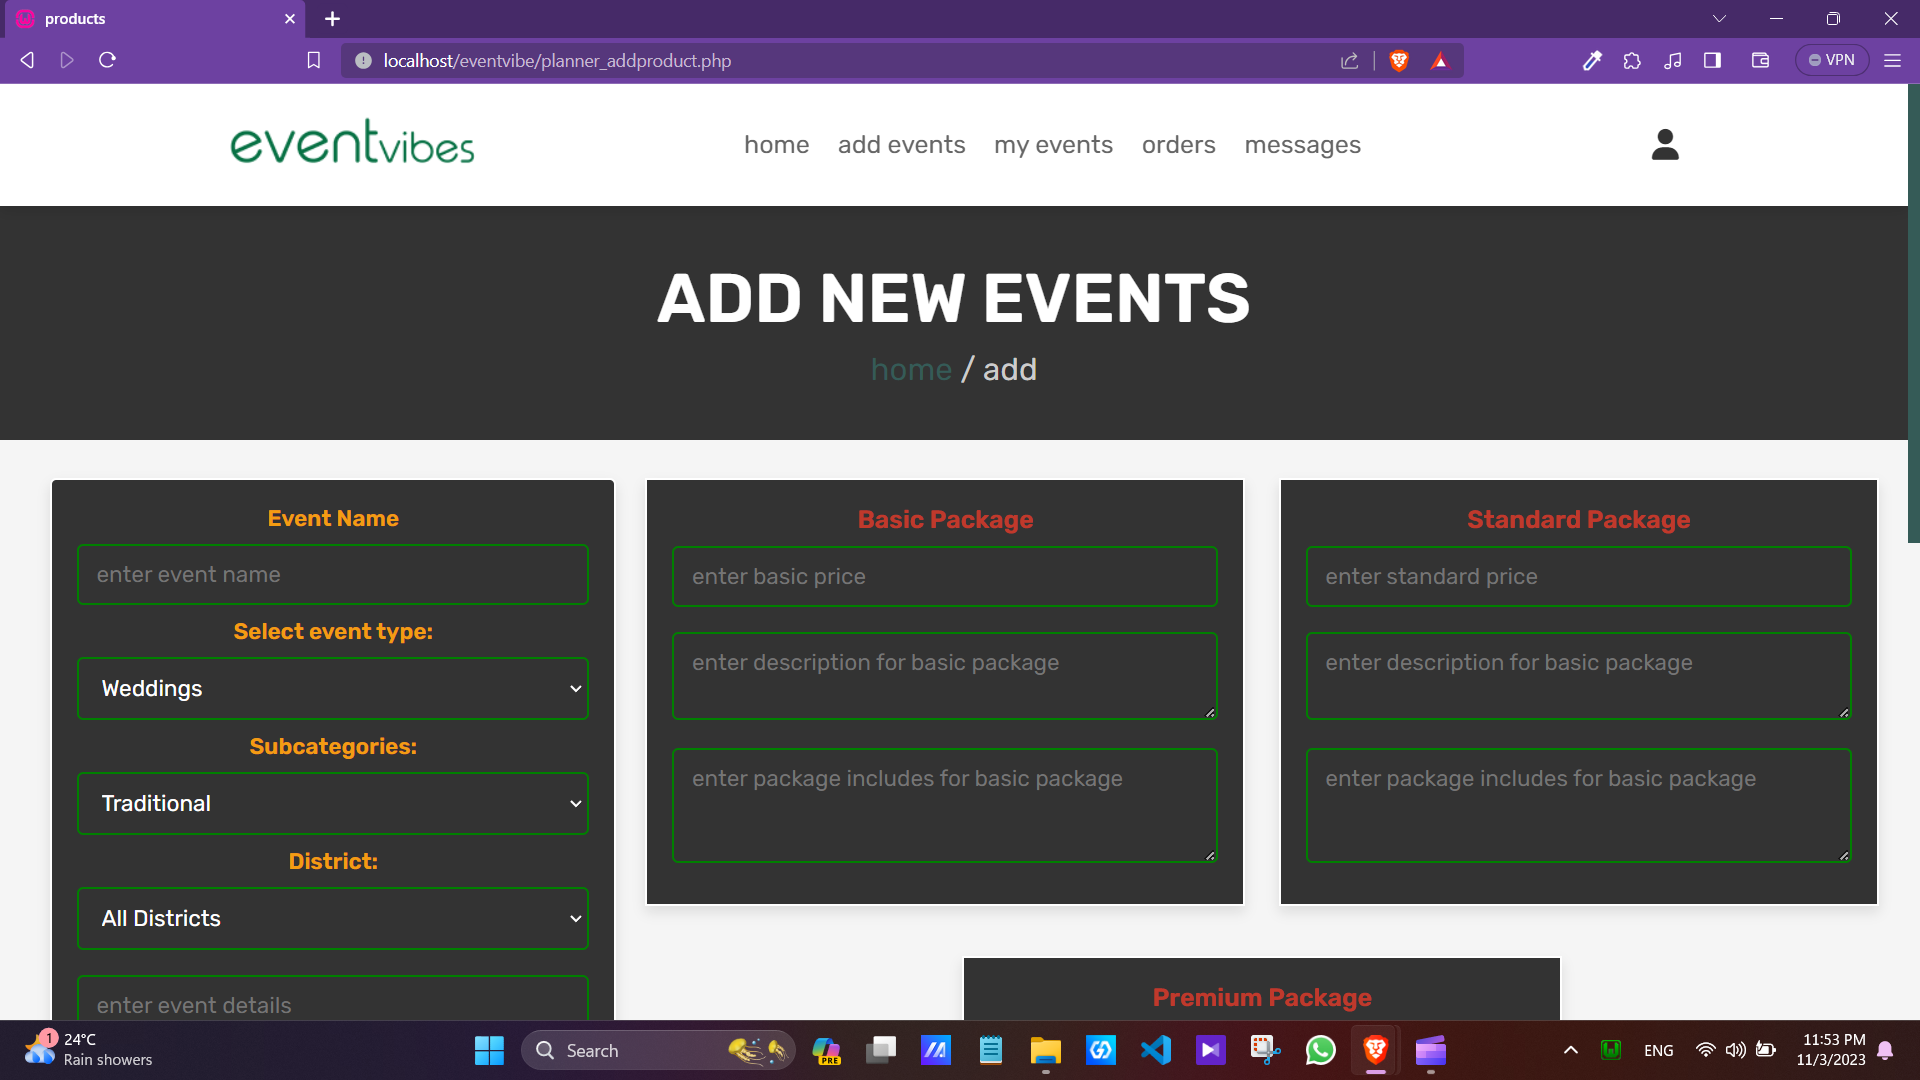 products
localhost/eventvibe/planner_addproduct.php
VPN
eventvibes
home add events my events orders messages
ADD NEW EVENTS
home / add
Event Name
enter event name
Select event type:
Weddings
Subcategories:
Traditional
District:
All Districts
enter event details
Basic Package
enter basic price
enter description for basic package
enter package includes for basic package
Standard Package
enter standard price
enter description for basic package
enter package includes for basic package
Premium Package
1
24°C
Rain showers
Search
PRE
ENG
11:53 PM
11/3/2023